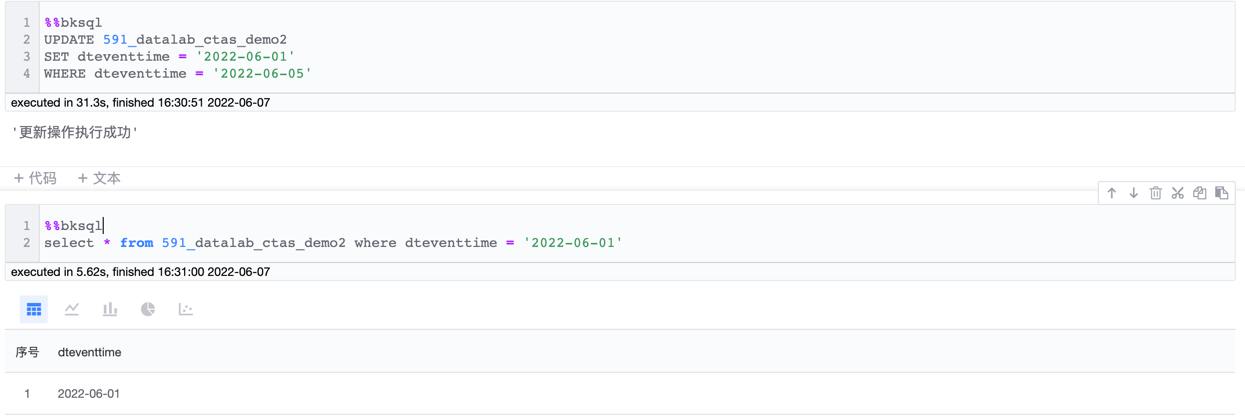 1 %%bksql
2 UPDATE 591_datalab_ctas_demo2
3 SET dteventtime = '2022-06-01'
4 WHERE dteventtime = '2022-06-05'
executed in 31.3s, finished 16:30:51 2022-06-07
'更新操作执行成功'
+ 代码 + 文本
1 %%bksql
2 select * from 591_datalab_ctas_demo2 where dteventtime = '2022-06-01'
executed in 5.62s, finished 16:31:00 2022-06-07
序号 dteventtime
1 2022-06-01